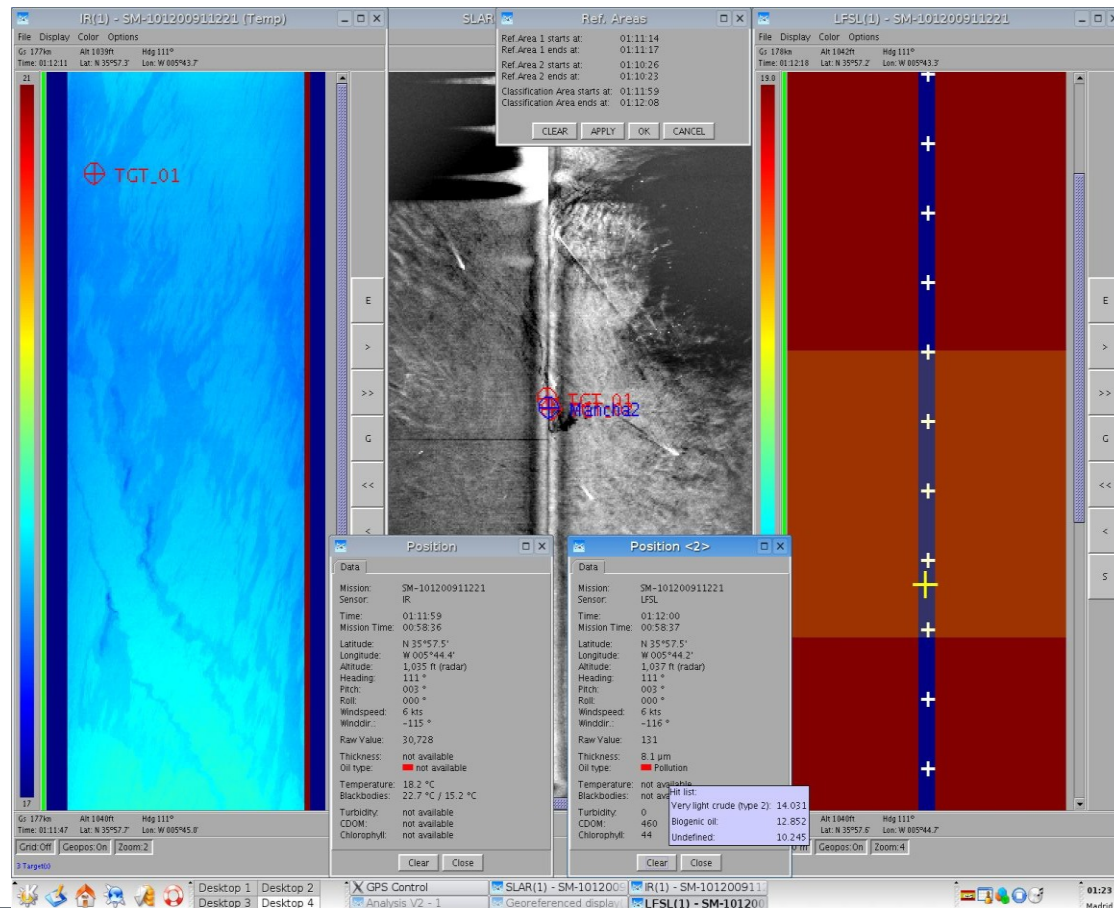 IR(1) - SM-101200911221 (Temp)
File Display Color Options
Gs 177kn Alt 1039ft Hdg 111°
Time: 01:12:11 Lat: N 35°57.3' Lon: W 005°44.3'
21
TGT_01
17
Gs 177kn Alt 1040ft Hdg 111°
Time: 01:11:47 Lat: N 35°57.7' Lon: W 005°45.0'
Grid:Off Geopos:On Zoom:2
3 Target(s)
E
>
>>
G
<<
<
SLAR
TGT_01
Mancha2
Ref. Areas
Ref.Area 1 starts at: 01:11:14
Ref.Area 1 ends at: 01:11:17
Ref.Area 2 starts at: 01:10:26
Ref.Area 2 ends at: 01:10:23
Classification Area starts at: 01:11:59
Classification Area ends at: 01:12:08
CLEAR APPLY OK CANCEL
LFSL(1) - SM-101200911221
File Display Color Options
Gs 178kn Alt 1042ft Hdg 111°
Time: 01:12:18 Lat: N 35°57.2' Lon: W 005°43.3'
19.0
E
>
>>
G
<<
<
S
Alt 1040ft Hdg 111°
Lat: N 35°57.6' Lon: W 005°44.7'
Geopos:On Zoom:4
Position
Data
Mission: SM-101200911221
Sensor: IR
Time: 01:11:59
Mission Time: 00:58:36
Latitude: N 35°57.5'
Longitude: W 005°44.4'
Altitude: 1,035 ft (radar)
Heading: 111 °
Pitch: 003 °
Roll: 000 °
Windspeed: 6 kts
Winddir.: -115 °
Raw Value: 30,728
Thickness: not available
Oil type: not available
Temperature: 18.2 °C
Blackbodies: 22.7 °C / 15.2 °C
Turbidity: not available
CDOM: not available
Chlorophyll: not available
Clear Close
Position <2>
Data
Mission: SM-101200911221
Sensor: LFSL
Time: 01:12:00
Mission Time: 00:58:37
Latitude: N 35°57.5'
Longitude: W 005°44.2'
Altitude: 1,037 ft (radar)
Heading: 111 °
Pitch: 003 °
Roll: 000 °
Windspeed: 6 kts
Winddir.: -116 °
Raw Value: 131
Thickness: 8.1 µm
Oil type: Pollution
Temperature: not available
Blackbodies: not ava
Turbidity: 0
CDOM: 460
Chlorophyll: 44
Hit list:
Very light crude (type 2): 14.031
Biogenic oil: 12.852
Undefined: 10.245
Clear Close
Desktop 1 Desktop 2
Desktop 3 Desktop 4
X GPS Control
Analysis V2 - 1
SLAR(1) - SM-101200
Georeferenced display
IR(1) - SM-101200911
LFSL(1) - SM-101200
01:23
Madrid